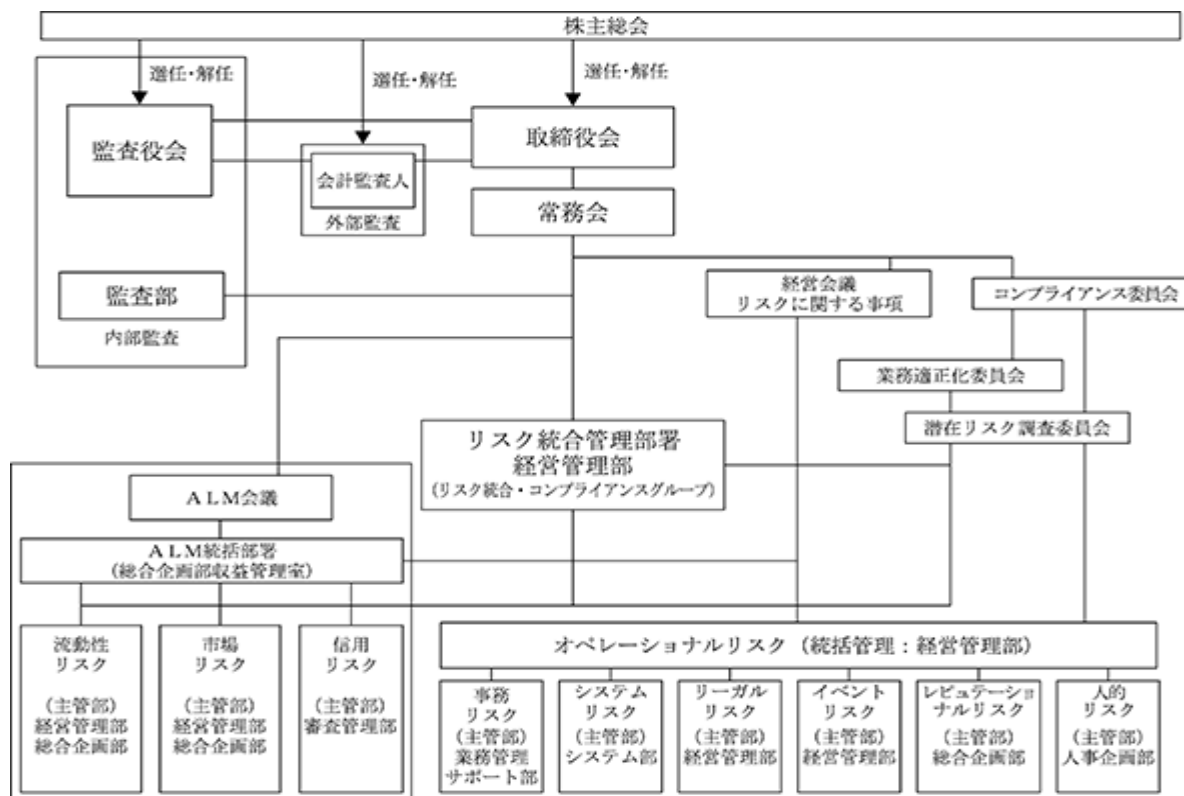 株主総会
選任・解任
選任・解任
選任・解任
監査役会
取締役会
会計監査人
外部監査
常務会
監査部
内部監査
経営会議
リスクに関する事項
コンプライアンス委員会
業務適正化委員会
潜在リスク調査委員会
リスク統合管理部署
経営管理部
(リスク統合・コンプライアンスグループ)
ALM会議
ALM統括部署
(総合企画部収益管理室)
流動性
リスク
(主管部)
経営管理部
総合企画部
市場
リスク
(主管部)
経営管理部
総合企画部
信用
リスク
(主管部)
審査管理部
オペレーショナルリスク (統括管理:経営管理部)
事務
リスク
(主管部)
業務管理
サポート部
システム
リスク
(主管部)
システム部
リーガル
リスク
(主管部)
経営管理部
イベント
リスク
(主管部)
経営管理部
レピュテーショ
ナルリスク
(主管部)
総合企画部
人的
リスク
(主管部)
人事企画部